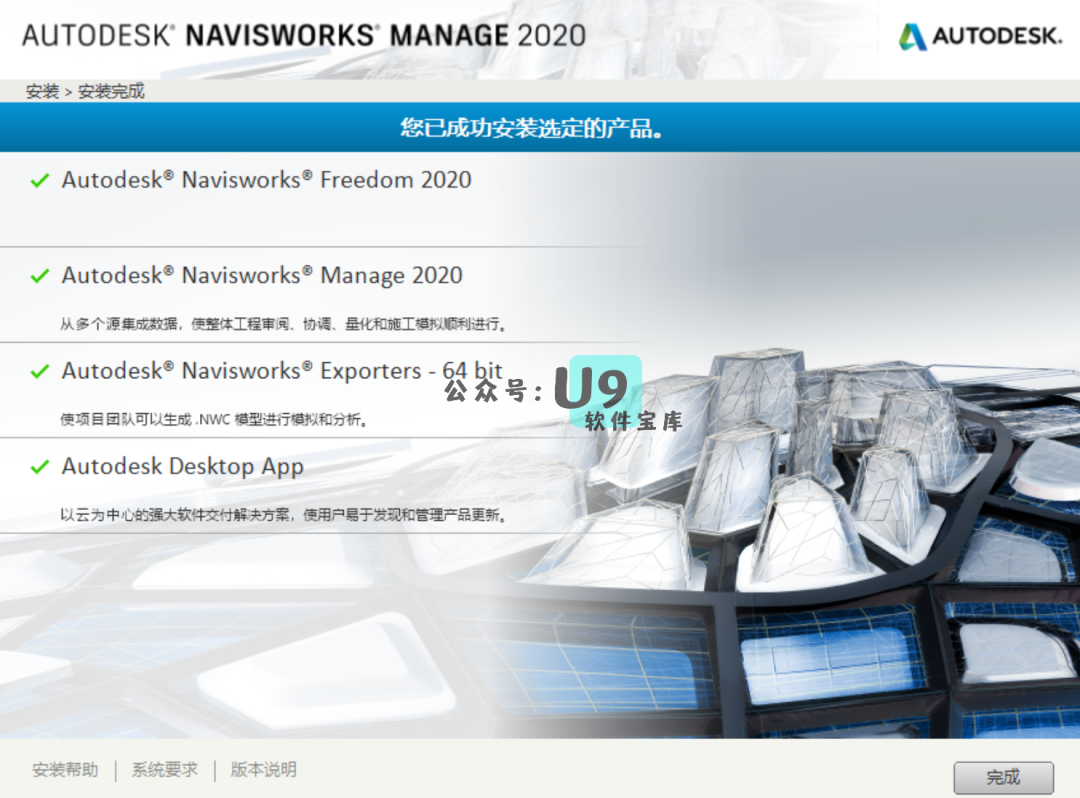 AUTODESK® NAVISWORKS® MANAGE 2020
AUTODESK.
安装 > 安装完成
您已成功安装选定的产品。
Autodesk® Navisworks® Freedom 2020
Autodesk® Navisworks® Manage 2020
从多个源集成数据，使整体工程审阅、协调、量化和施工模拟顺利进行。
Autodesk® Navisworks® Exporters - 64 bit
公众号：U9
软件宝库
使项目团队可以生成 .NWC 模型进行模拟和分析。
Autodesk Desktop App
以云为中心的强大软件交付解决方案，使用户易于发现和管理产品更新。
安装帮助 | 系统要求 | 版本说明
完成